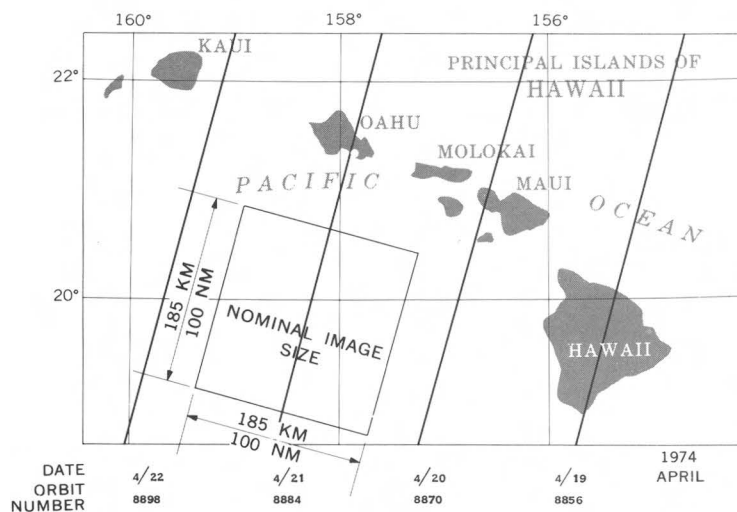 160° 158° 156°
KAUI
22°
PRINCIPAL ISLANDS OF
HAWAII
OAHU
MOLOKAI
MAUI
PACIFIC
OCEAN
20°
185 KM
100 NM
NOMINAL IMAGE
SIZE
HAWAII
185 KM
100 NM
DATE 4/22 4/21 4/20 4/19 1974
APRIL
ORBIT
NUMBER 8898 8884 8870 8856